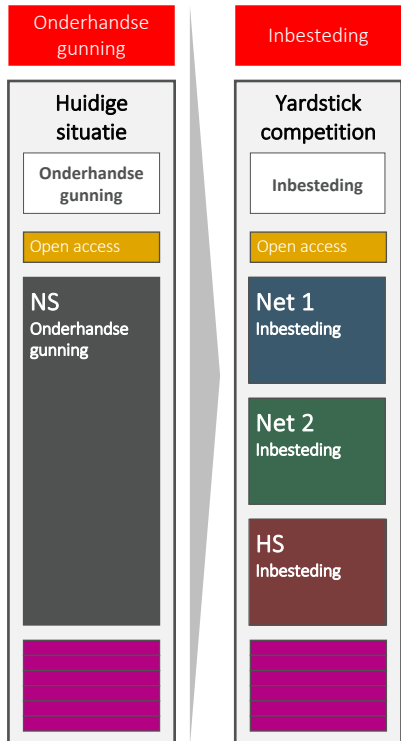 Onderhandse
gunning
Huidige
situatie
Onderhandse
gunning
Open access
NS
Onderhandse
gunning
Inbesteding
Yardstick
competition
Inbesteding
Open access
Net 1
Inbesteding
Net 2
Inbesteding
HS
Inbesteding